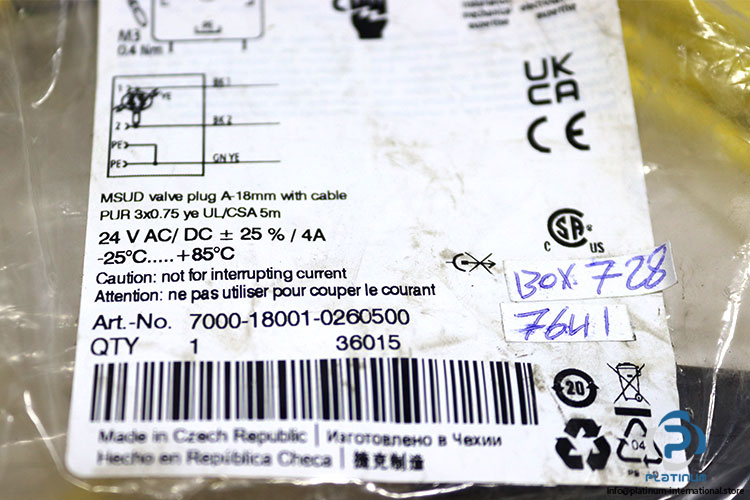 M3
0.4 Nm
1
YE
BK 1
2
BK 2
PE
PE
GN YE
UK
CA
CE
MSUD valve plug A-18mm with cable
PUR 3x0.75 ye UL/CSA 5m
24 V AC/ DC ± 25 % / 4A
-25°C.....+85°C
Caution: not for interrupting current
Attention: ne pas utiliser pour couper le courant
Art.-No. 7000-18001-0260500
QTY 1 36015
CSA
C US
BOX. 728
7641
20
04
Made in Czech Republic | Изготовлено в Чехии
Hecho en República Checa | 捷克制造
PLATINUM
info@platinum-international.store